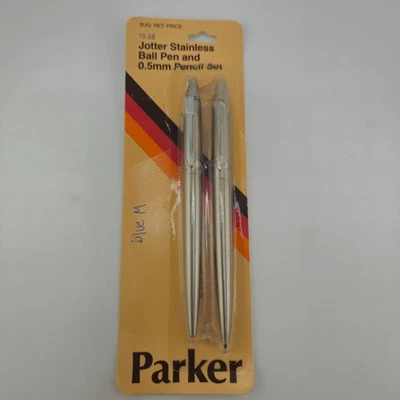 SUG. RET. PRICE
Jotter Stainless
Ball Pen and
0.5mm Pencil Set
blue M
Parker